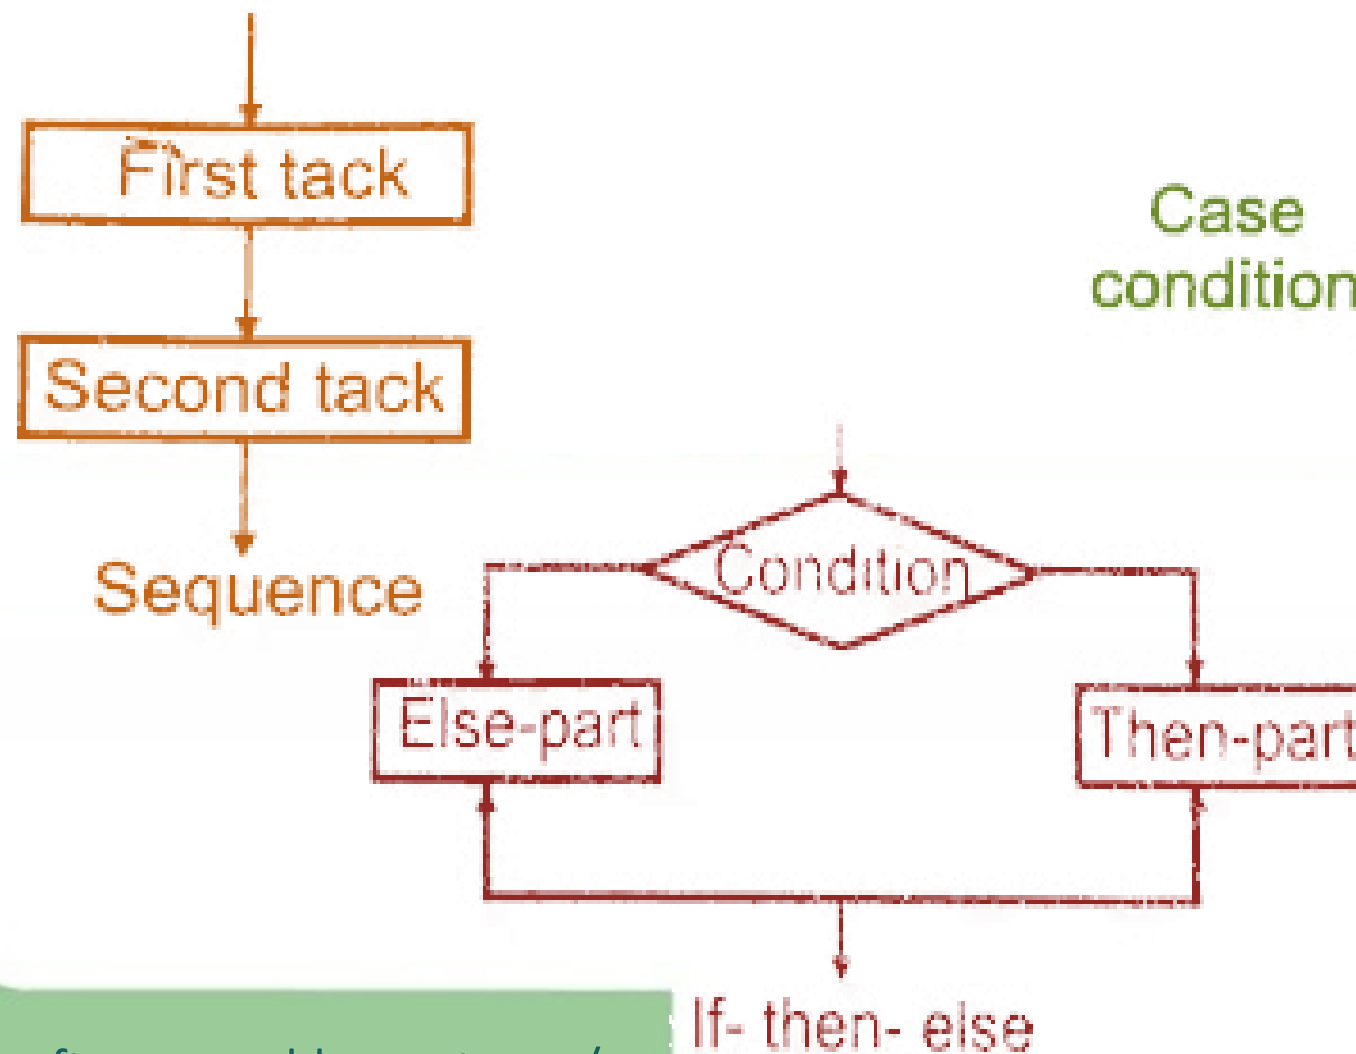 First tack
Second tack
Sequence
Case
condition
Condition
Else-part
Then-part
If- then- else